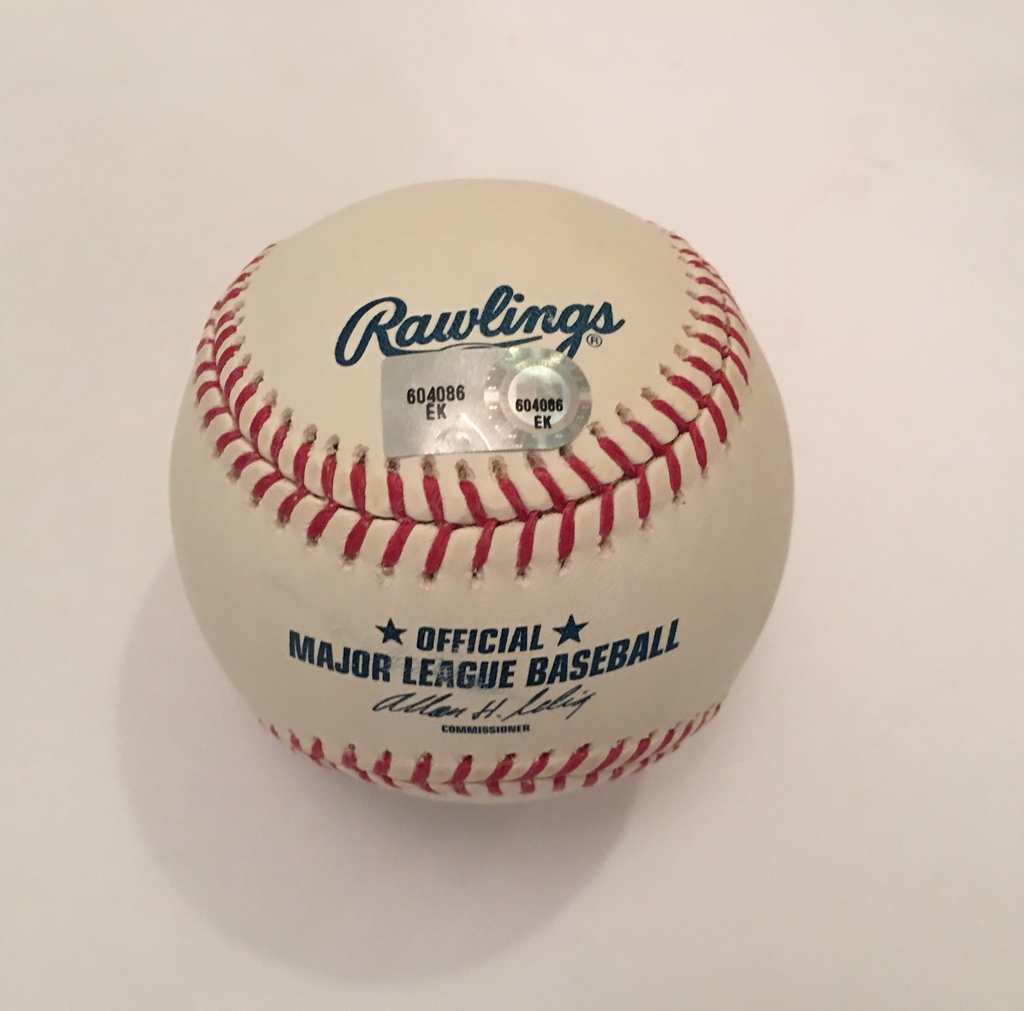 Rawlings®
604086
EK
604086
EK
★ OFFICIAL ★
MAJOR LEAGUE BASEBALL
Allan H. Selig
COMMISSIONER